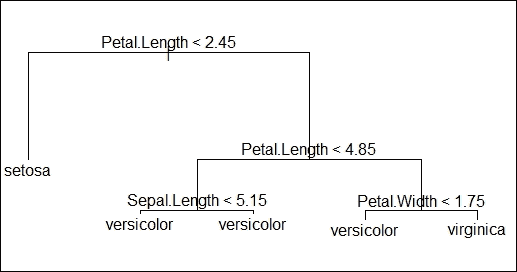 Petal.Length < 2.45
setosa
Petal.Length < 4.85
Sepal.Length < 5.15
Petal.Width < 1.75
versicolor
versicolor
versicolor
virginica